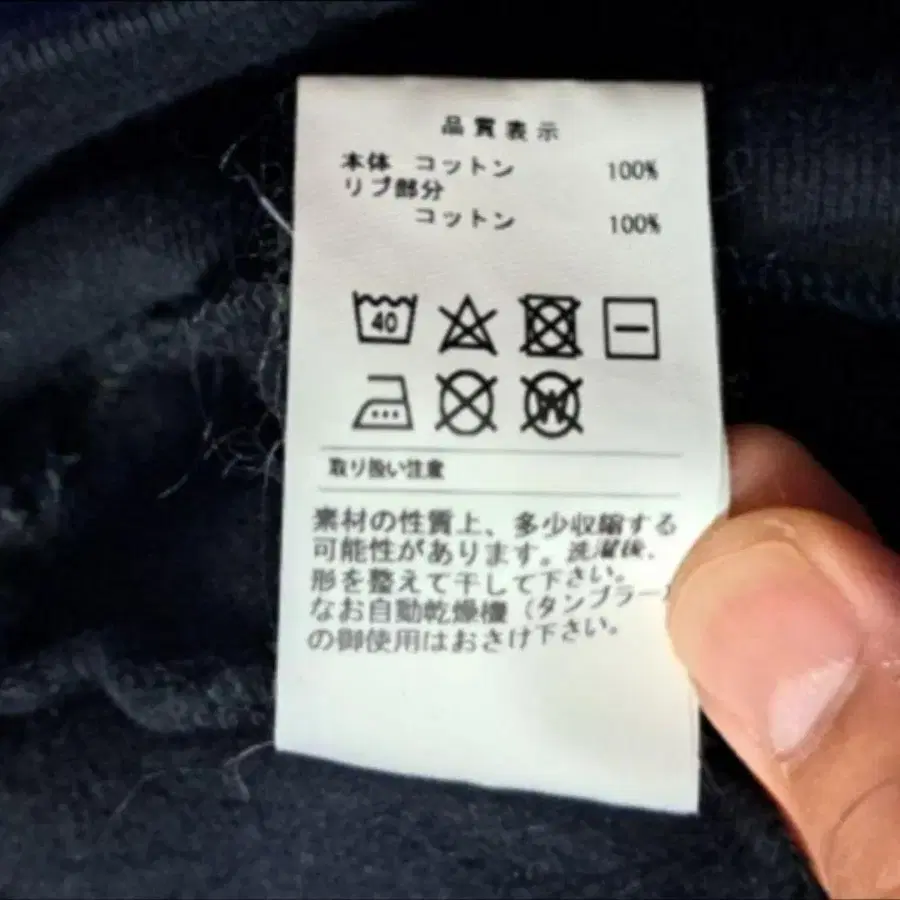 品質表示
本体 コットン 100%
リブ部分
コットン 100%
40
W
取り扱い注意
素材の性質上、多少収縮する
可能性があります。洗濯後、
形を整えて干して下さい。
なお自動乾燥機（タンブラー）
の御使用はおさけ下さい。